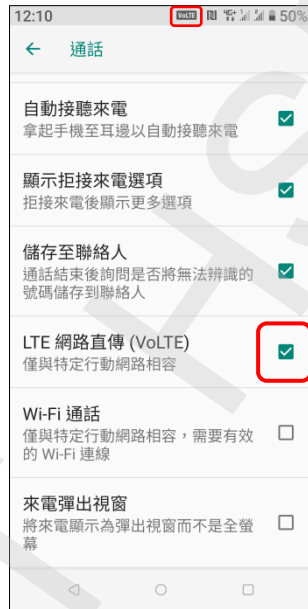 12:10 VoLTE 4G+ 1 2 50%
通話
自動接聽來電
拿起手機至耳邊以自動接聽來電
顯示拒接來電選項
拒接來電後顯示更多選項
儲存至聯絡人
通話結束後詢問是否將無法辨識的
號碼儲存到聯絡人
LTE 網路直傳 (VoLTE)
僅與特定行動網路相容
Wi-Fi 通話
僅與特定行動網路相容，需要有效
的 Wi-Fi 連線
來電彈出視窗
將來電顯示為彈出視窗而不是全螢
幕